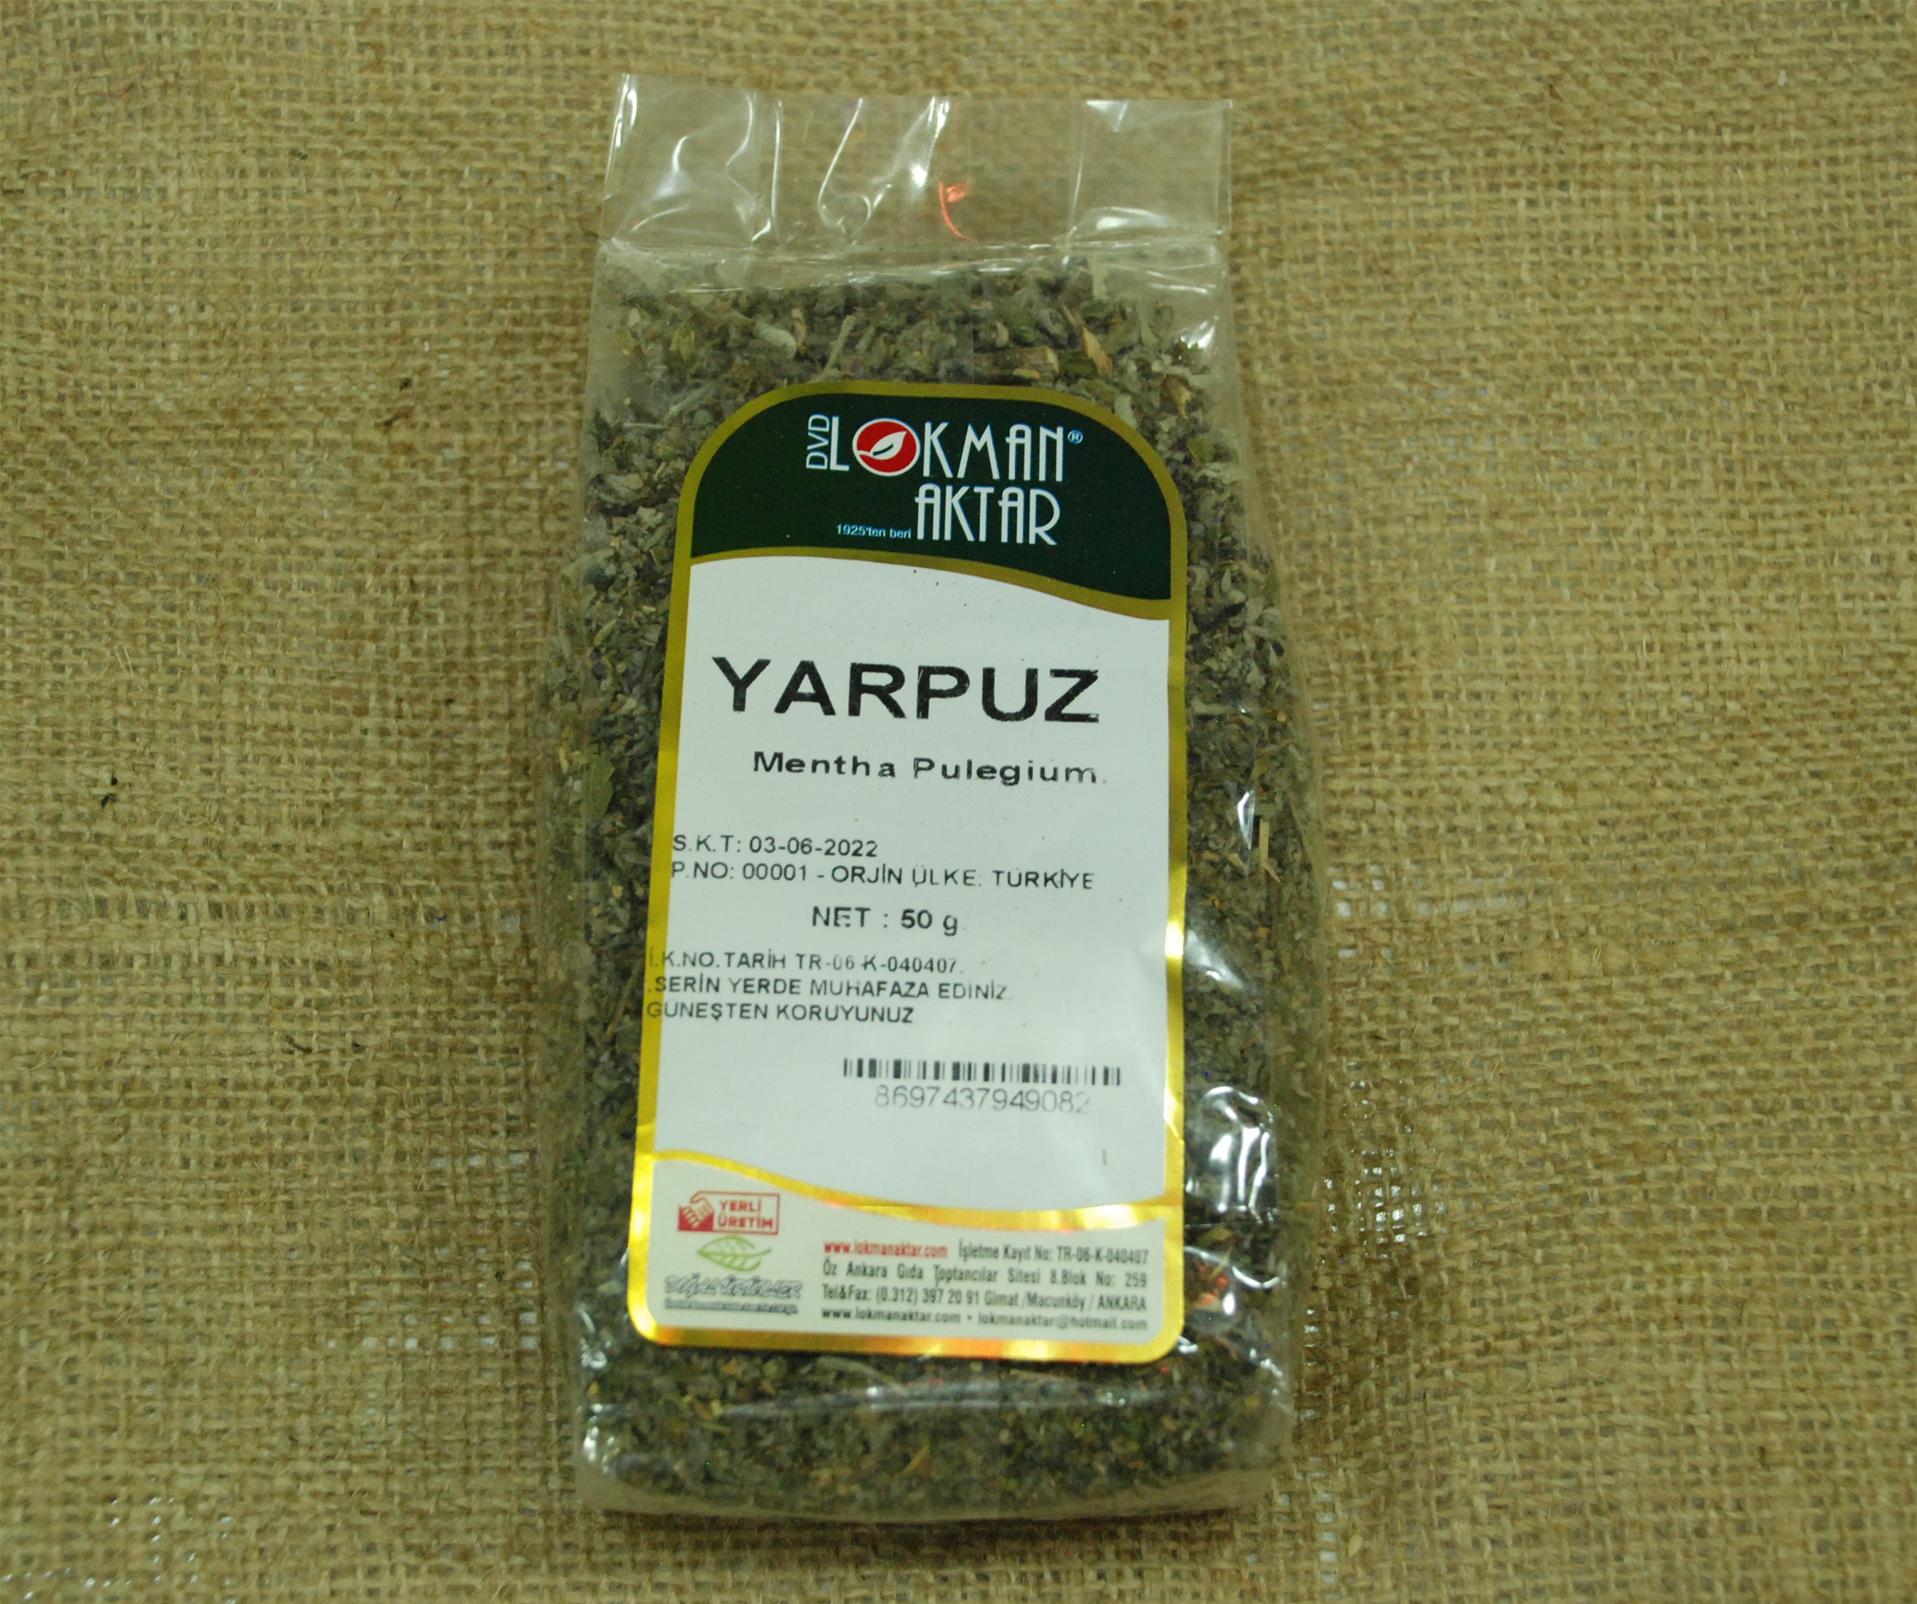 DVD LOKMAN®
1925'ten beri AKTAR
YARPUZ
Mentha Pulegium.
S.K.T: 03-06-2022
P.NO: 00001 - ORJİN ÜLKE: TÜRKİYE
NET : 50 g.
İ.K.NO.TARİH TR-06-K-040407.
.SERİN YERDE MUHAFAZA EDİNİZ.
GÜNEŞTEN KORUYUNUZ
8697437949082
YERLİ
ÜRETİM
DOĞAL ÜRÜNLER
www.lokmanaktar.com İşletme Kayıt No: TR-06-K-040407
Öz Ankara Gıda Toptancılar Sitesi 8.Blok No: 259
Tel&Fax: (0.312) 397 20 91 Gimat /Macunköy / ANKARA
www.lokmanaktar.com • lokmanaktar@hotmail.com